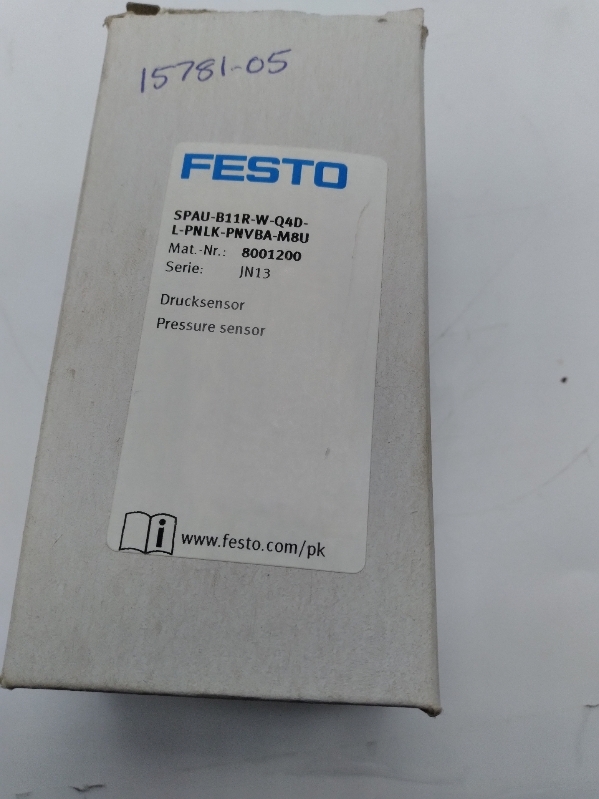 15781-05
FESTO
SPAU-B11R-W-Q4D-
L-PNLK-PNVBA-M8U
Mat.-Nr.: 8001200
Serie: JN13
Drucksensor
Pressure sensor
i www.festo.com/pk